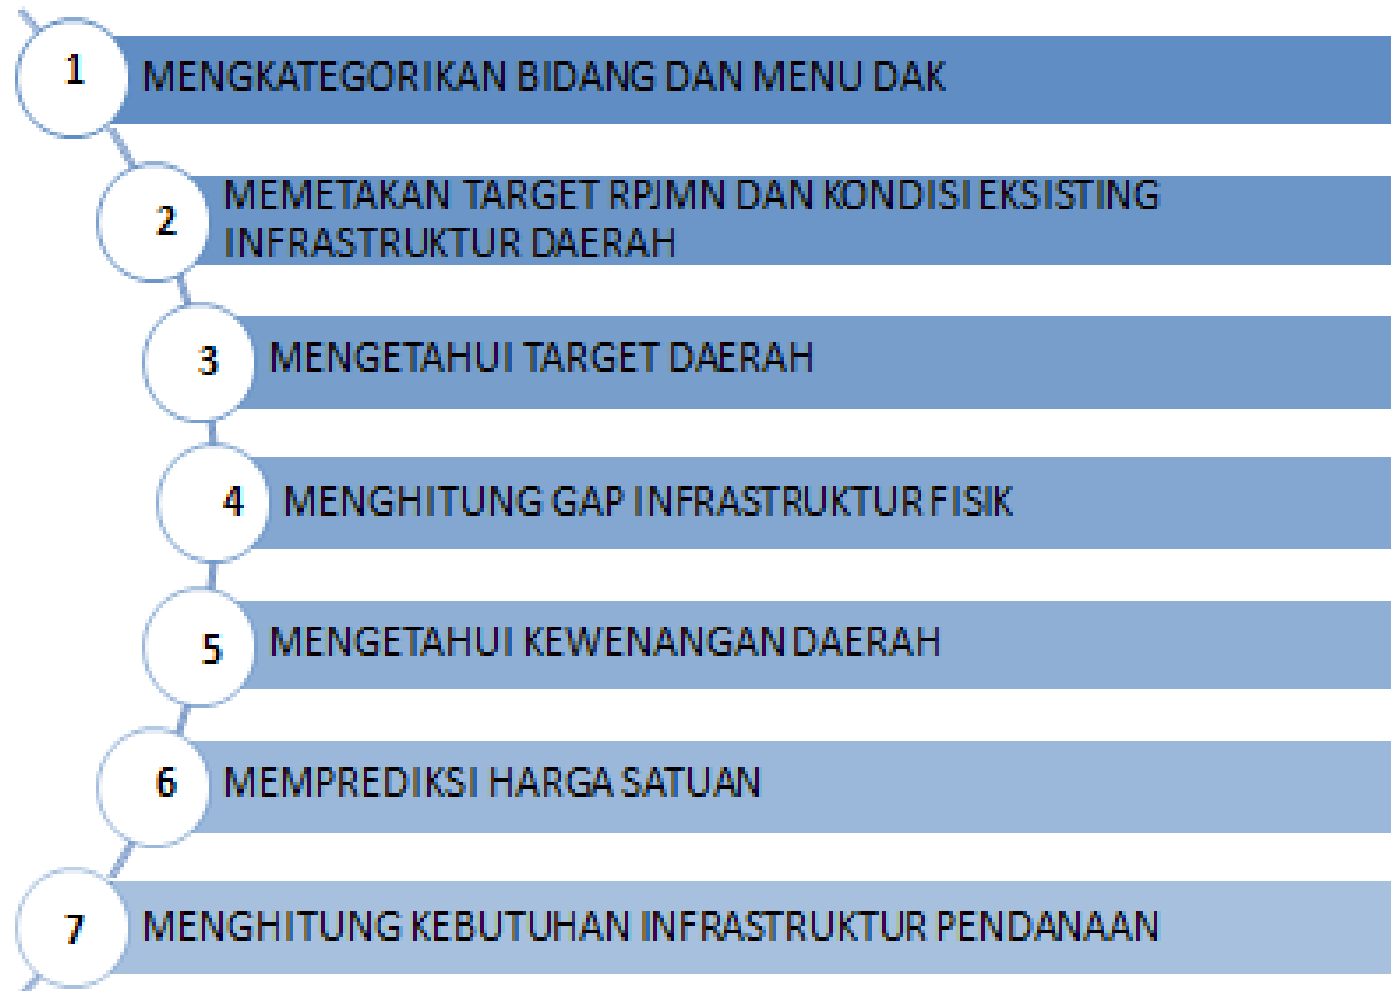 1
MENGKATEGORIKAN BIDANG DAN MENU DAK
2
MEMETAKAN TARGET RPJMN DAN KONDISI EKSISTING
INFRASTRUKTUR DAERAH
3
MENGETAHUI TARGET DAERAH
4
MENGHITUNG GAP INFRASTRUKTUR FISIK
5
MENGETAHUI KEWENANGAN DAERAH
6
MEMPREDIKSI HARGA SATUAN
7
MENGHITUNG KEBUTUHAN INFRASTRUKTUR PENDANAAN